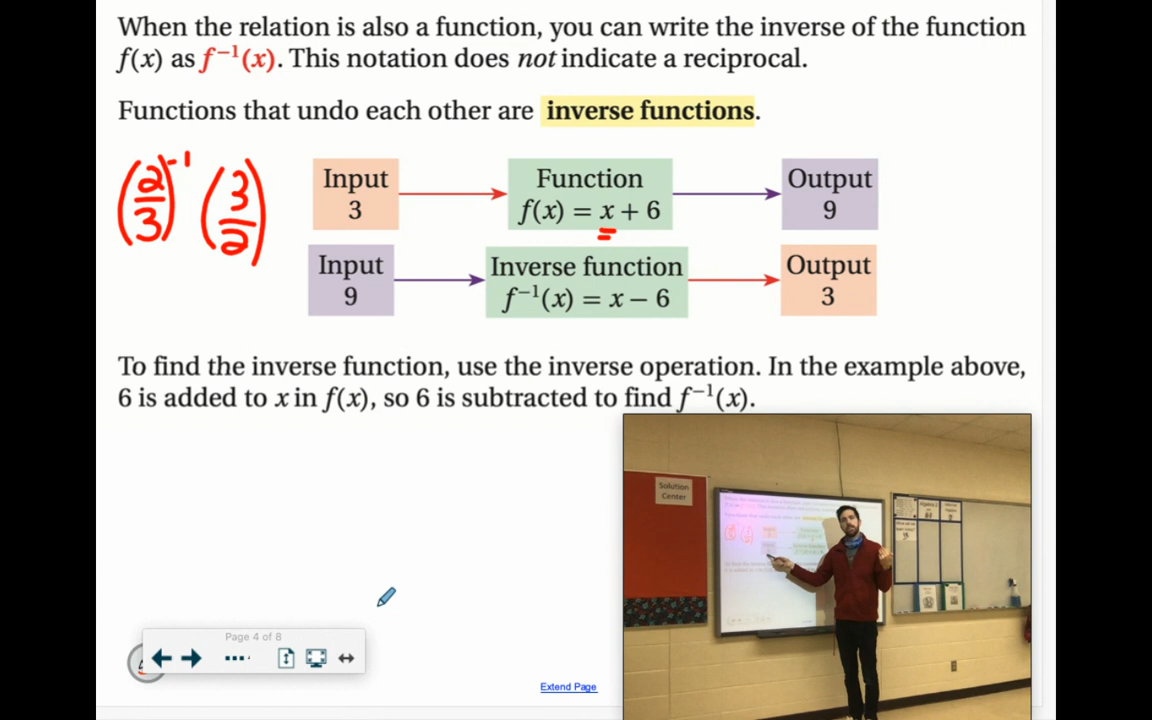 When the relation is also a function, you can write the inverse of the function
f(x) as f⁻¹(x). This notation does not indicate a reciprocal.
Functions that undo each other are inverse functions.
(2/3)⁻¹ (3/2)
Input
3
Function
f(x) = x + 6
Output
9
Input
9
Inverse function
f⁻¹(x) = x − 6
Output
3
To find the inverse function, use the inverse operation. In the example above,
6 is added to x in f(x), so 6 is subtracted to find f⁻¹(x).
Solution
Center
Page 4 of 8
Extend Page